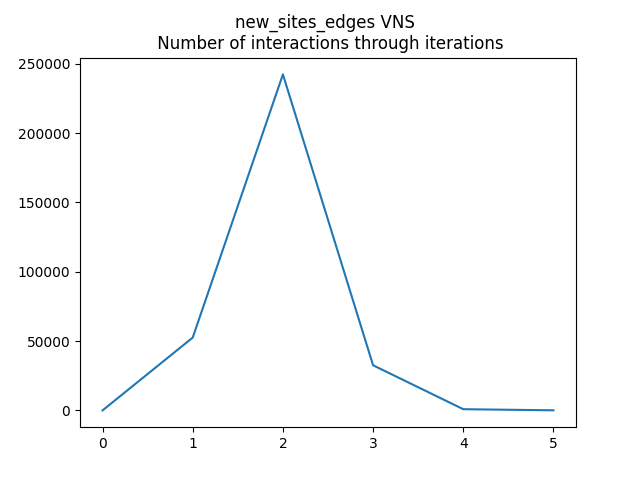 new_sites_edges VNS
Number of interactions through iterations
250000
200000
150000
100000
50000
0
0 1 2 3 4 5